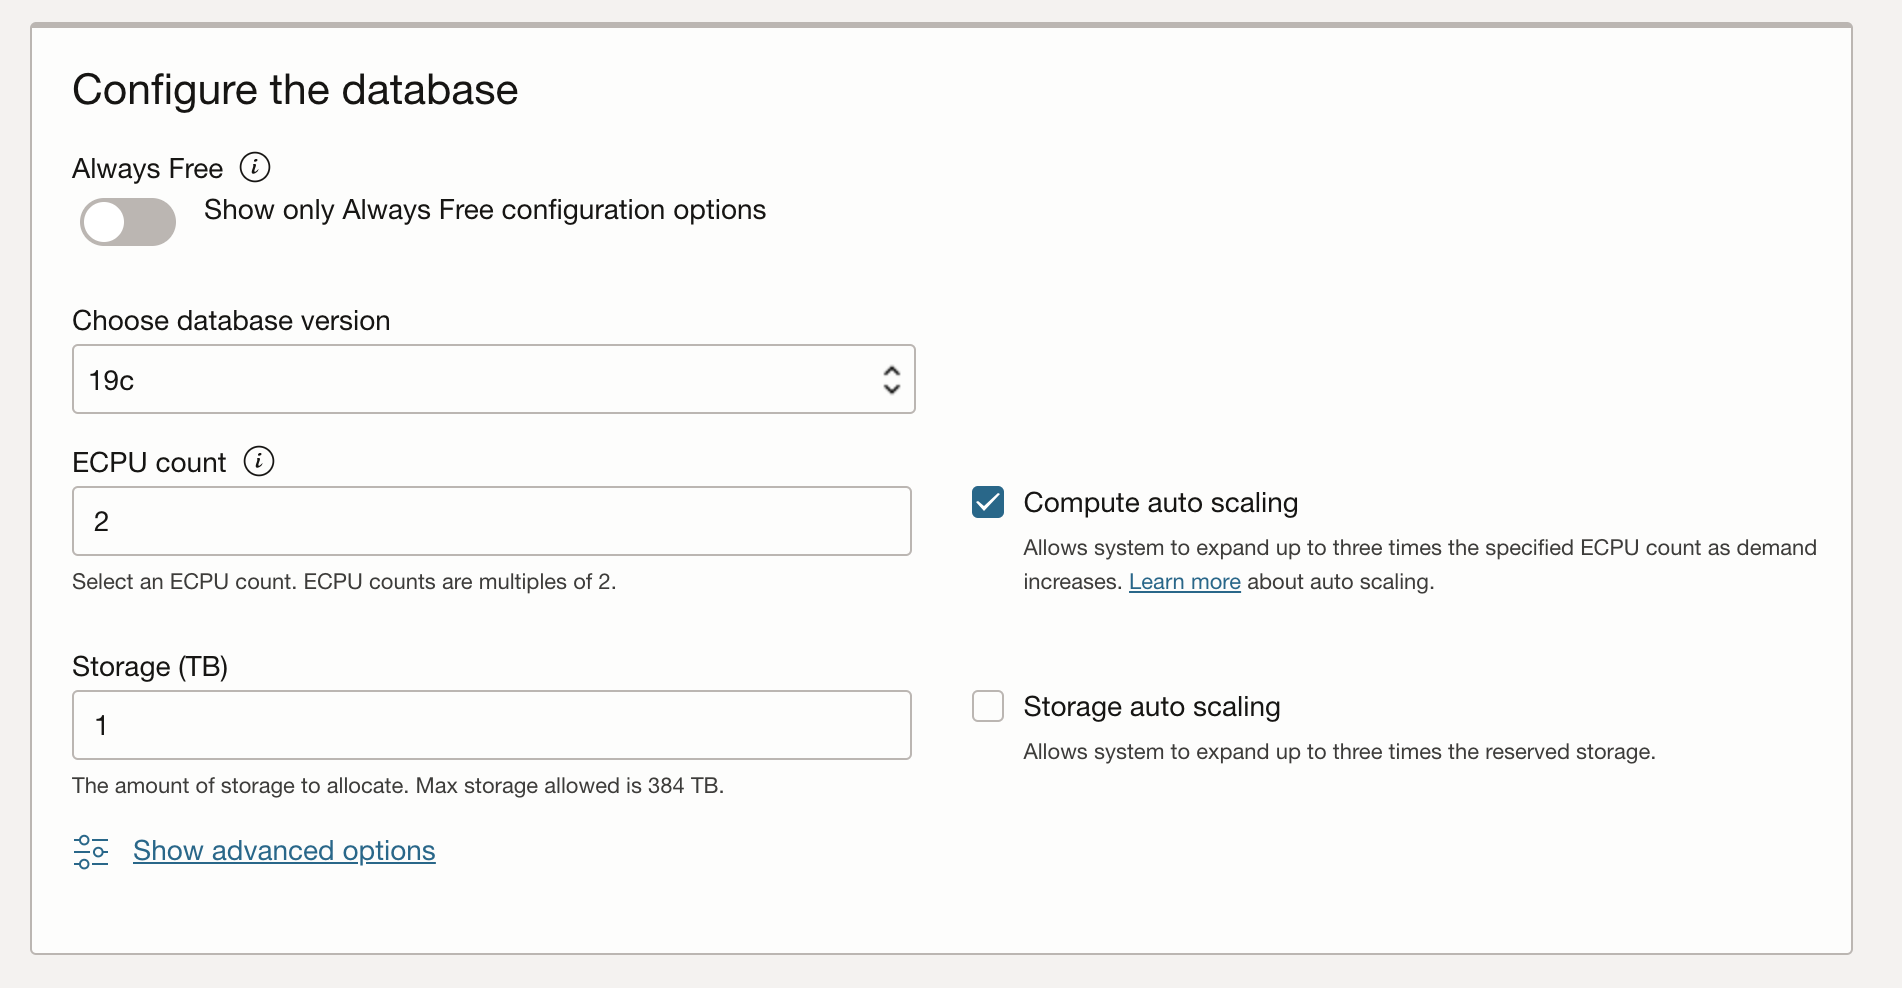 Configure the database
Always Free
Show only Always Free configuration options
Choose database version
19c
ECPU count
2
Select an ECPU count. ECPU counts are multiples of 2.
Compute auto scaling
Allows system to expand up to three times the specified ECPU count as demand
increases. Learn more about auto scaling.
Storage (TB)
1
The amount of storage to allocate. Max storage allowed is 384 TB.
Storage auto scaling
Allows system to expand up to three times the reserved storage.
Show advanced options